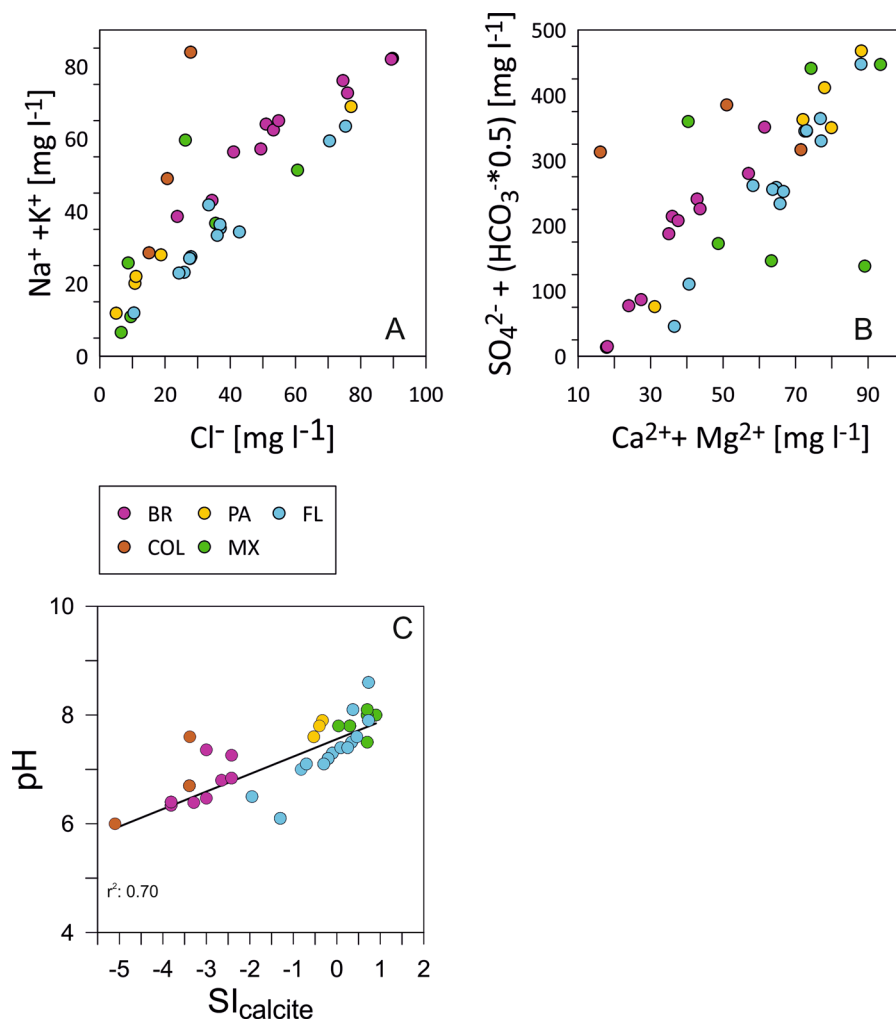 Na⁺ +K⁺ [mg l⁻¹]
80
60
40
20
0
A
0 20 40 60 80 100
Cl⁻ [mg l⁻¹]
SO₄²⁻ + (HCO₃⁻*0.5) [mg l⁻¹]
500
400
300
200
100
0
B
10 30 50 70 90
Ca²⁺+ Mg²⁺ [mg l⁻¹]
BR PA FL
COL MX
pH
10
8
6
4
C
r²: 0.70
-5 -4 -3 -2 -1 0 1 2
SIcalcite